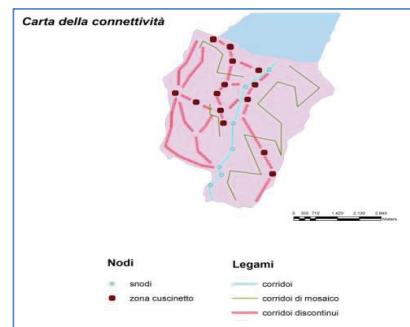 Carta della connettività
Nodi
snodi
zona cuscinetto
Legami
corridoi
corridoi di mosaico
corridoi discontinui